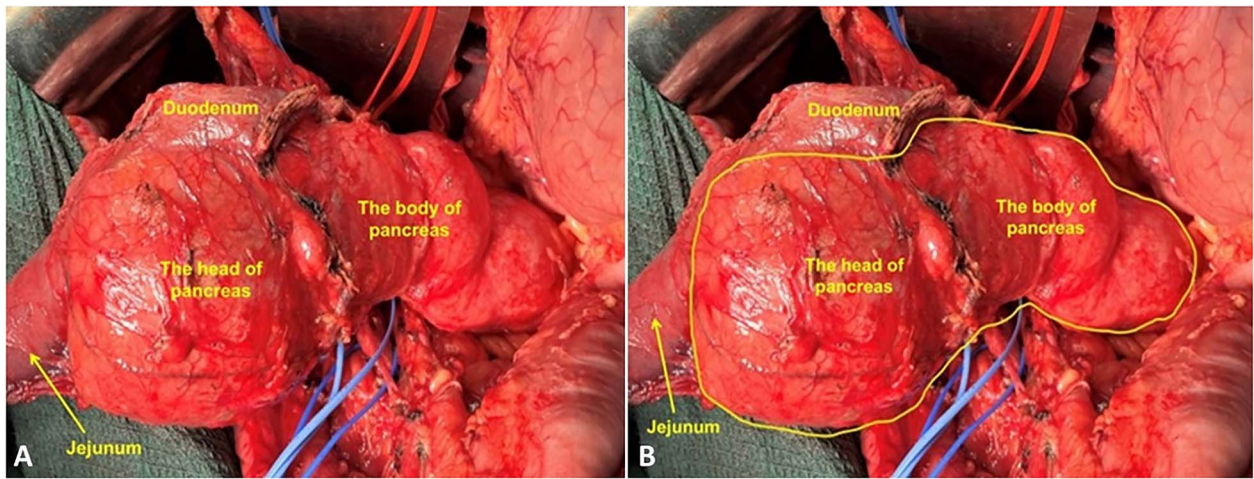 Duodenum
The body of
pancreas
The head of
pancreas
Jejunum
A
Duodenum
The body of
pancreas
The head of
pancreas
Jejunum
B